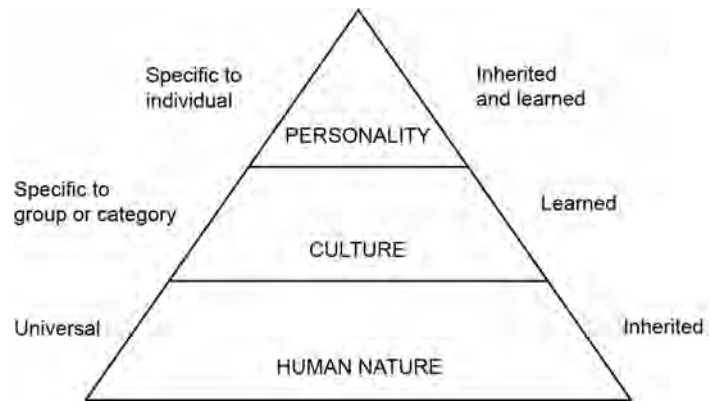 Specific to
individual
Inherited
and learned
PERSONALITY
Specific to
group or category
Learned
CULTURE
Universal
Inherited
HUMAN NATURE